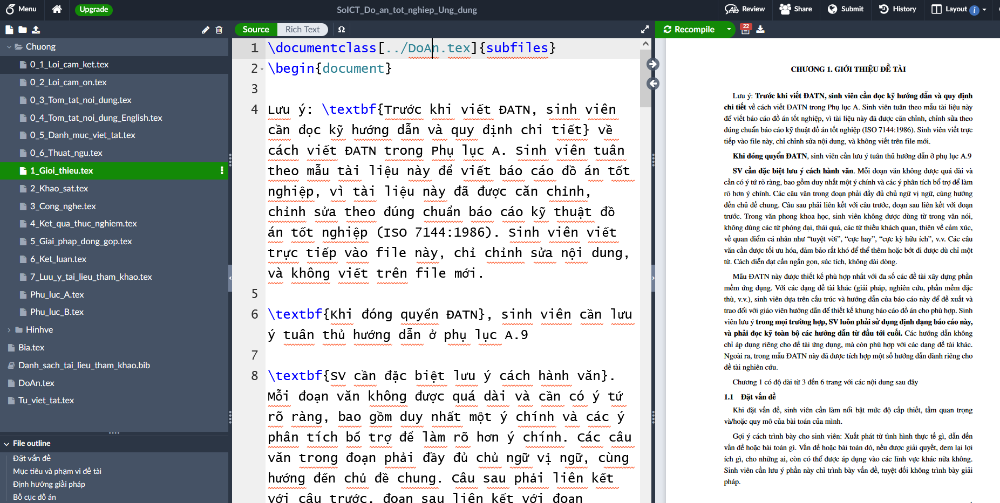 Menu
Upgrade
SoICT_Do_an_tot_nghiep_Ung_dung
Review
Share
Submit
History
Layout
Source
Rich Text
Ω
Recompile
22
Chuong
0_1_Loi_cam_ket.tex
0_2_Loi_cam_on.tex
0_3_Tom_tat_noi_dung.tex
0_4_Tom_tat_noi_dung_English.tex
0_5_Danh_muc_viet_tat.tex
0_6_Thuat_ngu.tex
1_Gioi_thieu.tex
2_Khao_sat.tex
3_Cong_nghe.tex
4_Ket_qua_thuc_nghiem.tex
5_Giai_phap_dong_gop.tex
6_Ket_luan.tex
7_Luu_y_tai_lieu_tham_khao.tex
Phu_luc_A.tex
Phu_luc_B.tex
Hinhve
Bia.tex
Danh_sach_tai_lieu_tham_khao.bib
DoAn.tex
Tu_viet_tat.tex
File outline
Đặt vấn đề
Mục tiêu và phạm vi đề tài
Định hướng giải pháp
Bố cục đồ án
1 \documentclass[../DoAn.tex]{subfiles}
2 \begin{document}
3
4 Lưu ý: \textbf{Trước khi viết ĐATN, sinh viên
cần đọc kỹ hướng dẫn và quy định chi tiết} về
cách viết ĐATN trong Phụ lục A. Sinh viên tuân
theo mẫu tài liệu này để viết báo cáo đồ án tốt
nghiệp, vì tài liệu này đã được căn chỉnh,
chỉnh sửa theo đúng chuẩn báo cáo kỹ thuật đồ
án tốt nghiệp (ISO 7144:1986). Sinh viên viết
trực tiếp vào file này, chỉ chỉnh sửa nội dung,
và không viết trên file mới.
5
6 \textbf{Khi đóng quyển ĐATN}, sinh viên cần lưu
ý tuân thủ hướng dẫn ở phụ lục A.9
7
8 \textbf{SV cần đặc biệt lưu ý cách hành văn}.
Mỗi đoạn văn không được quá dài và cần có ý tứ
rõ ràng, bao gồm duy nhất một ý chính và các ý
phân tích bổ trợ để làm rõ hơn ý chính. Các câu
văn trong đoạn phải đầy đủ chủ ngữ vị ngữ, cùng
hướng đến chủ đề chung. Câu sau phải liên kết
với câu trước, đoạn sau liên kết với đoạn
CHƯƠNG 1. GIỚI THIỆU ĐỀ TÀI
Lưu ý: Trước khi viết ĐATN, sinh viên cần đọc kỹ hướng dẫn và quy định
chi tiết về cách viết ĐATN trong Phụ lục A. Sinh viên tuân theo mẫu tài liệu này
để viết báo cáo đồ án tốt nghiệp, vì tài liệu này đã được căn chỉnh, chỉnh sửa theo
đúng chuẩn báo cáo kỹ thuật đồ án tốt nghiệp (ISO 7144:1986). Sinh viên viết trực
tiếp vào file này, chỉ chỉnh sửa nội dung, và không viết trên file mới.
Khi đóng quyển ĐATN, sinh viên cần lưu ý tuân thủ hướng dẫn ở phụ lục A.9
SV cần đặc biệt lưu ý cách hành văn. Mỗi đoạn văn không được quá dài và
cần có ý tứ rõ ràng, bao gồm duy nhất một ý chính và các ý phân tích bổ trợ để làm
rõ hơn ý chính. Các câu văn trong đoạn phải đầy đủ chủ ngữ vị ngữ, cùng hướng
đến chủ đề chung. Câu sau phải liên kết với câu trước, đoạn sau liên kết với đoạn
trước. Trong văn phong khoa học, sinh viên không được dùng từ trong văn nói,
không dùng các từ phóng đại, thái quá, các từ thiếu khách quan, thiên về cảm xúc,
về quan điểm cá nhân như “tuyệt vời”, “cực hay”, “cực kỳ hữu ích”, v.v. Các câu
văn cần được tối ưu hóa, đảm bảo rất khó để thể thêm hoặc bớt đi được dù chỉ một
từ. Cách diễn đạt cần ngắn gọn, súc tích, không dài dòng.
Mẫu ĐATN này được thiết kế phù hợp nhất với đa số các đề tài xây dựng phần
mềm ứng dụng. Với các dạng đề tài khác (giải pháp, nghiên cứu, phần mềm đặc
thù, v.v.), sinh viên dựa trên cấu trúc và hướng dẫn của báo cáo này để đề xuất và
trao đổi với giáo viên hướng dẫn để thiết kế khung báo cáo đồ án cho phù hợp. Sinh
viên lưu ý trong mọi trường hợp, SV luôn phải sử dụng định dạng báo cáo này,
và phải đọc kỹ toàn bộ các hướng dẫn từ đầu tới cuối. Các hướng dẫn không
chỉ áp dụng riêng cho đề tài ứng dụng, mà còn phù hợp với các dạng đề tài khác.
Ngoài ra, trong mẫu ĐATN này đã được tích hợp một số hướng dẫn dành riêng cho
đề tài nghiên cứu.
Chương 1 có độ dài từ 3 đến 6 trang với các nội dung sau đây
1.1 Đặt vấn đề
Khi đặt vấn đề, sinh viên cần làm nổi bật mức độ cấp thiết, tầm quan trọng
và/hoặc quy mô của bài toán của mình.
Gợi ý cách trình bày cho sinh viên: Xuất phát từ tình hình thực tế gì, dẫn đến
vấn đề hoặc bài toán gì. Vấn đề hoặc bài toán đó, nếu được giải quyết, đem lại lợi
ích gì, cho những ai, còn có thể được áp dụng vào các lĩnh vực khác nữa không.
Sinh viên cần lưu ý phần này chỉ trình bày vấn đề, tuyệt đối không trình bày giải
pháp.